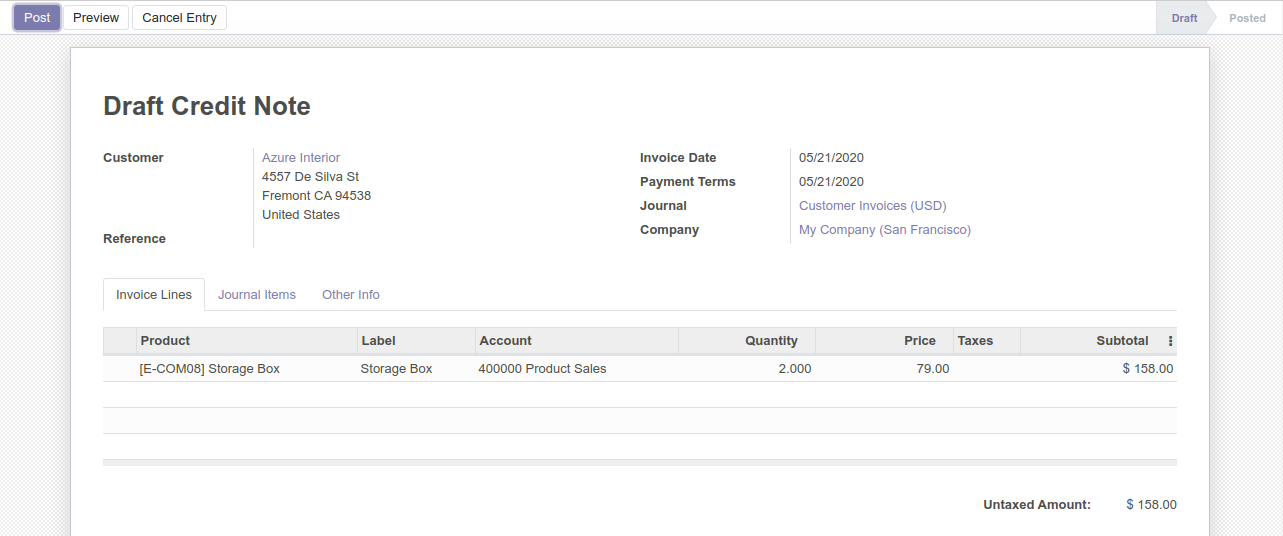 Post Preview Cancel Entry Draft Posted
Draft Credit Note
Customer Azure Interior Invoice Date 05/21/2020
4557 De Silva St Payment Terms 05/21/2020
Fremont CA 94538 Journal Customer Invoices (USD)
United States Company My Company (San Francisco)
Reference
Invoice Lines Journal Items Other Info
Product Label Account Quantity Price Taxes Subtotal
[E-COM08] Storage Box Storage Box 400000 Product Sales 2.000 79.00 $ 158.00
Untaxed Amount: $ 158.00